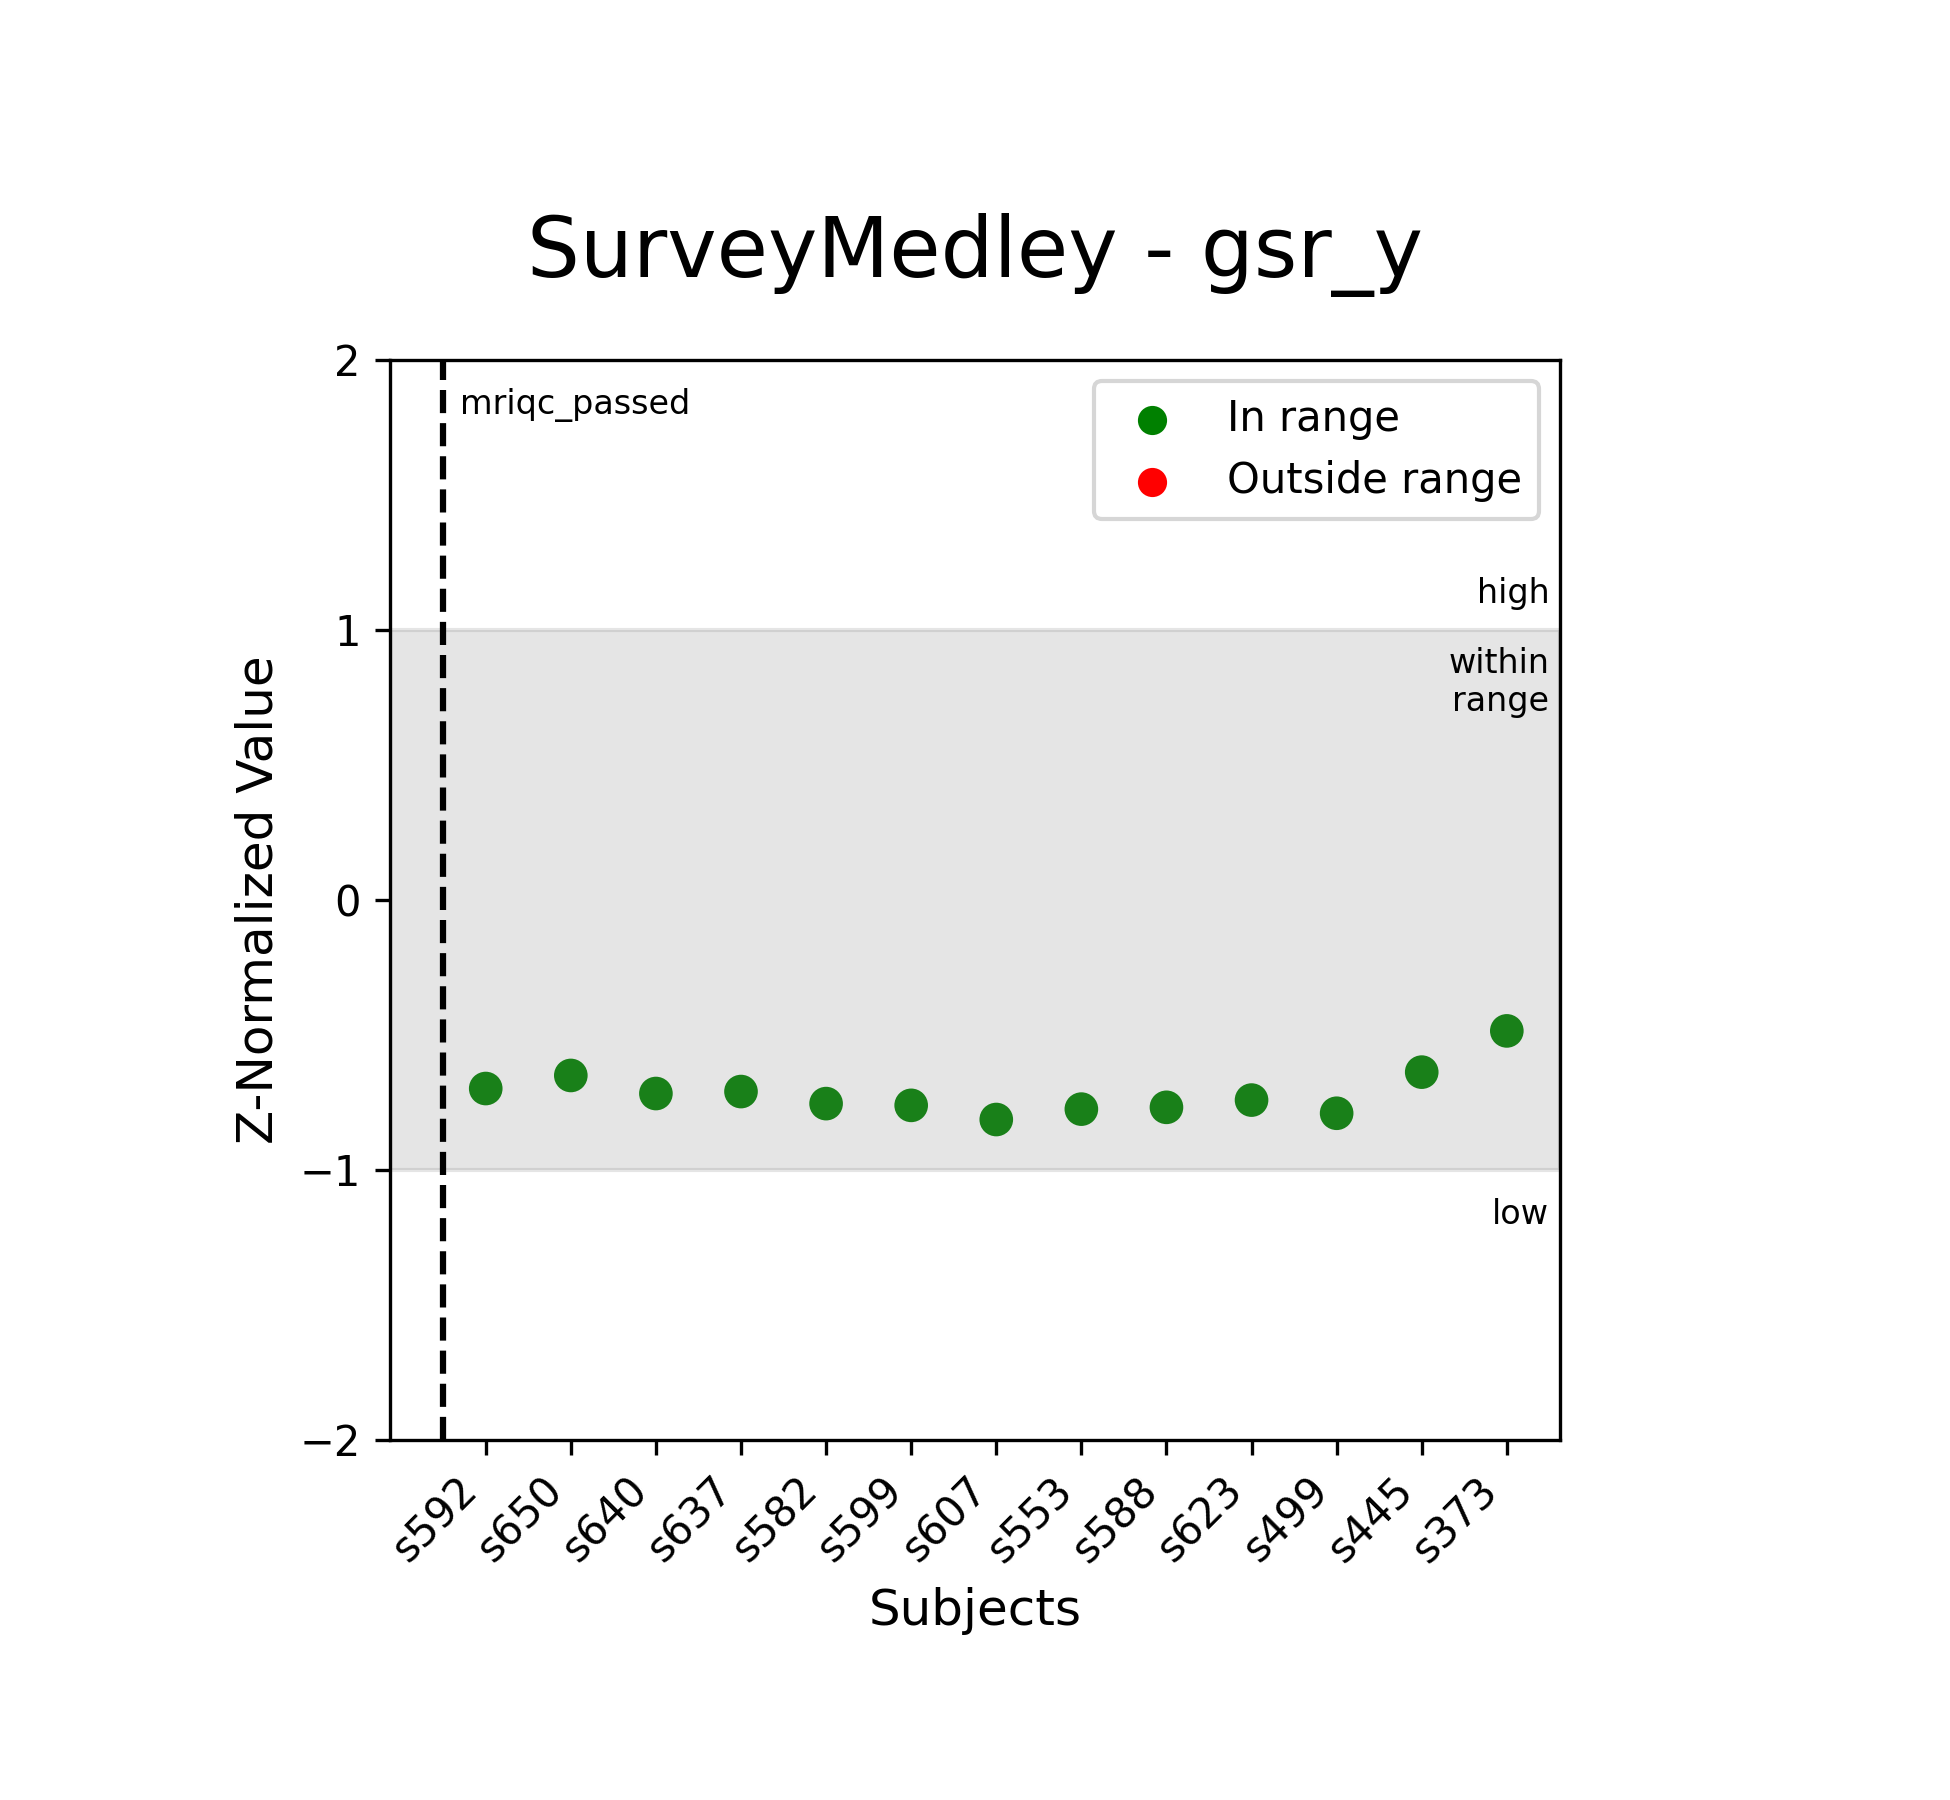 SurveyMedley - gsr_y
2
mriqc_passed
In range
Outside range
high
1
within
range
0
Z-Normalized Value
−1
low
−2
s592
s650
s640
s637
s582
s599
s607
s553
s588
s623
s499
s445
s373
Subjects